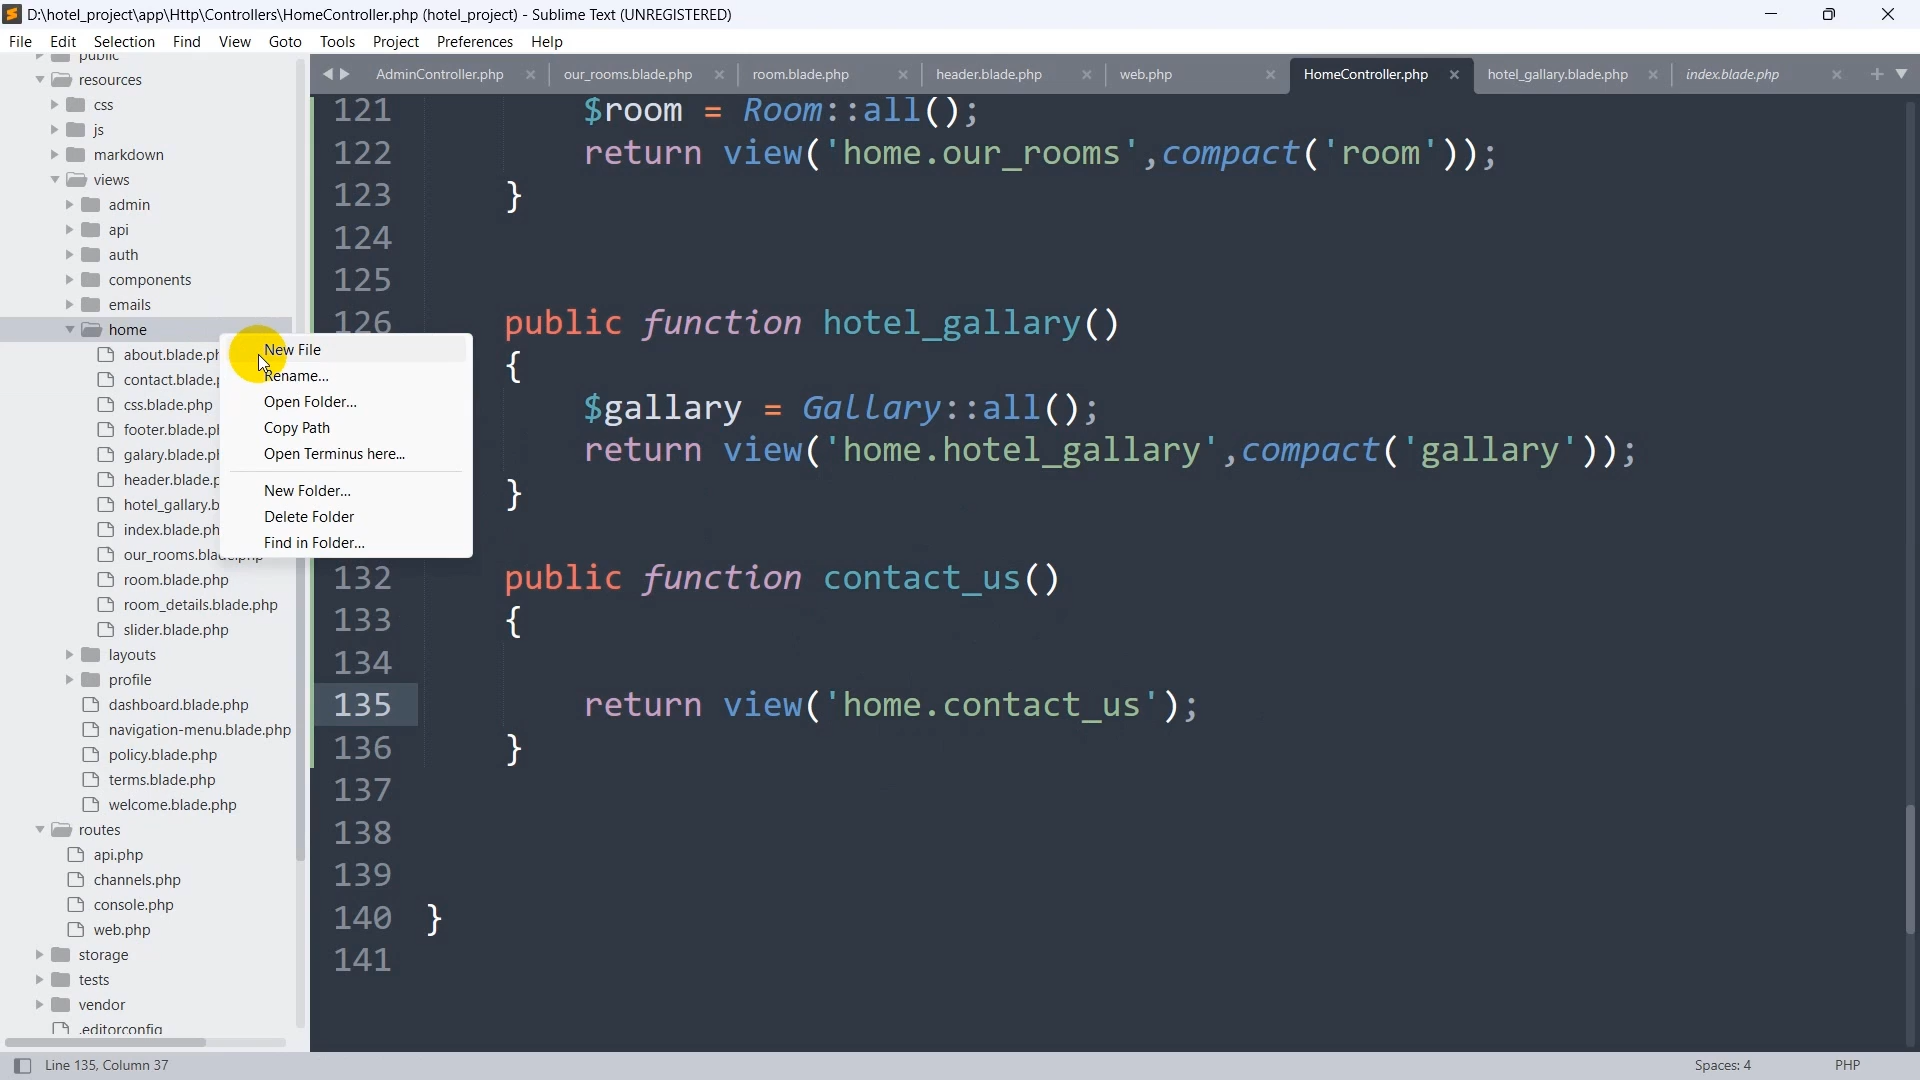 D:\hotel_project\app\Http\Controllers\HomeController.php (hotel_project) - Sublime Text (UNREGISTERED)
File Edit Selection Find View Goto Tools Project Preferences Help
AdminController.php our_rooms.blade.php room.blade.php header.blade.php web.php HomeController.php hotel_gallary.blade.php index.blade.php
public
resources
css
js
markdown
views
admin
api
auth
components
emails
home
about.blade.ph
contact.blade.p
css.blade.php
footer.blade.ph
galary.blade.ph
header.blade.p
hotel_gallary.b
index.blade.ph
our_rooms.blade.php
room.blade.php
room_details.blade.php
slider.blade.php
layouts
profile
dashboard.blade.php
navigation-menu.blade.php
policy.blade.php
terms.blade.php
welcome.blade.php
routes
api.php
channels.php
console.php
web.php
storage
tests
vendor
.editorconfig
New File
Rename...
Open Folder...
Copy Path
Open Terminus here...
New Folder...
Delete Folder
Find in Folder...
121 $room = Room::all();
122 return view('home.our_rooms',compact('room'));
123 }
124
125
126 public function hotel_gallary()
{
$gallary = Gallary::all();
return view('home.hotel_gallary',compact('gallary'));
}
132 public function contact_us()
133 {
134
135 return view('home.contact_us');
136 }
137
138
139
140 }
141
Line 135, Column 37
Spaces: 4
PHP